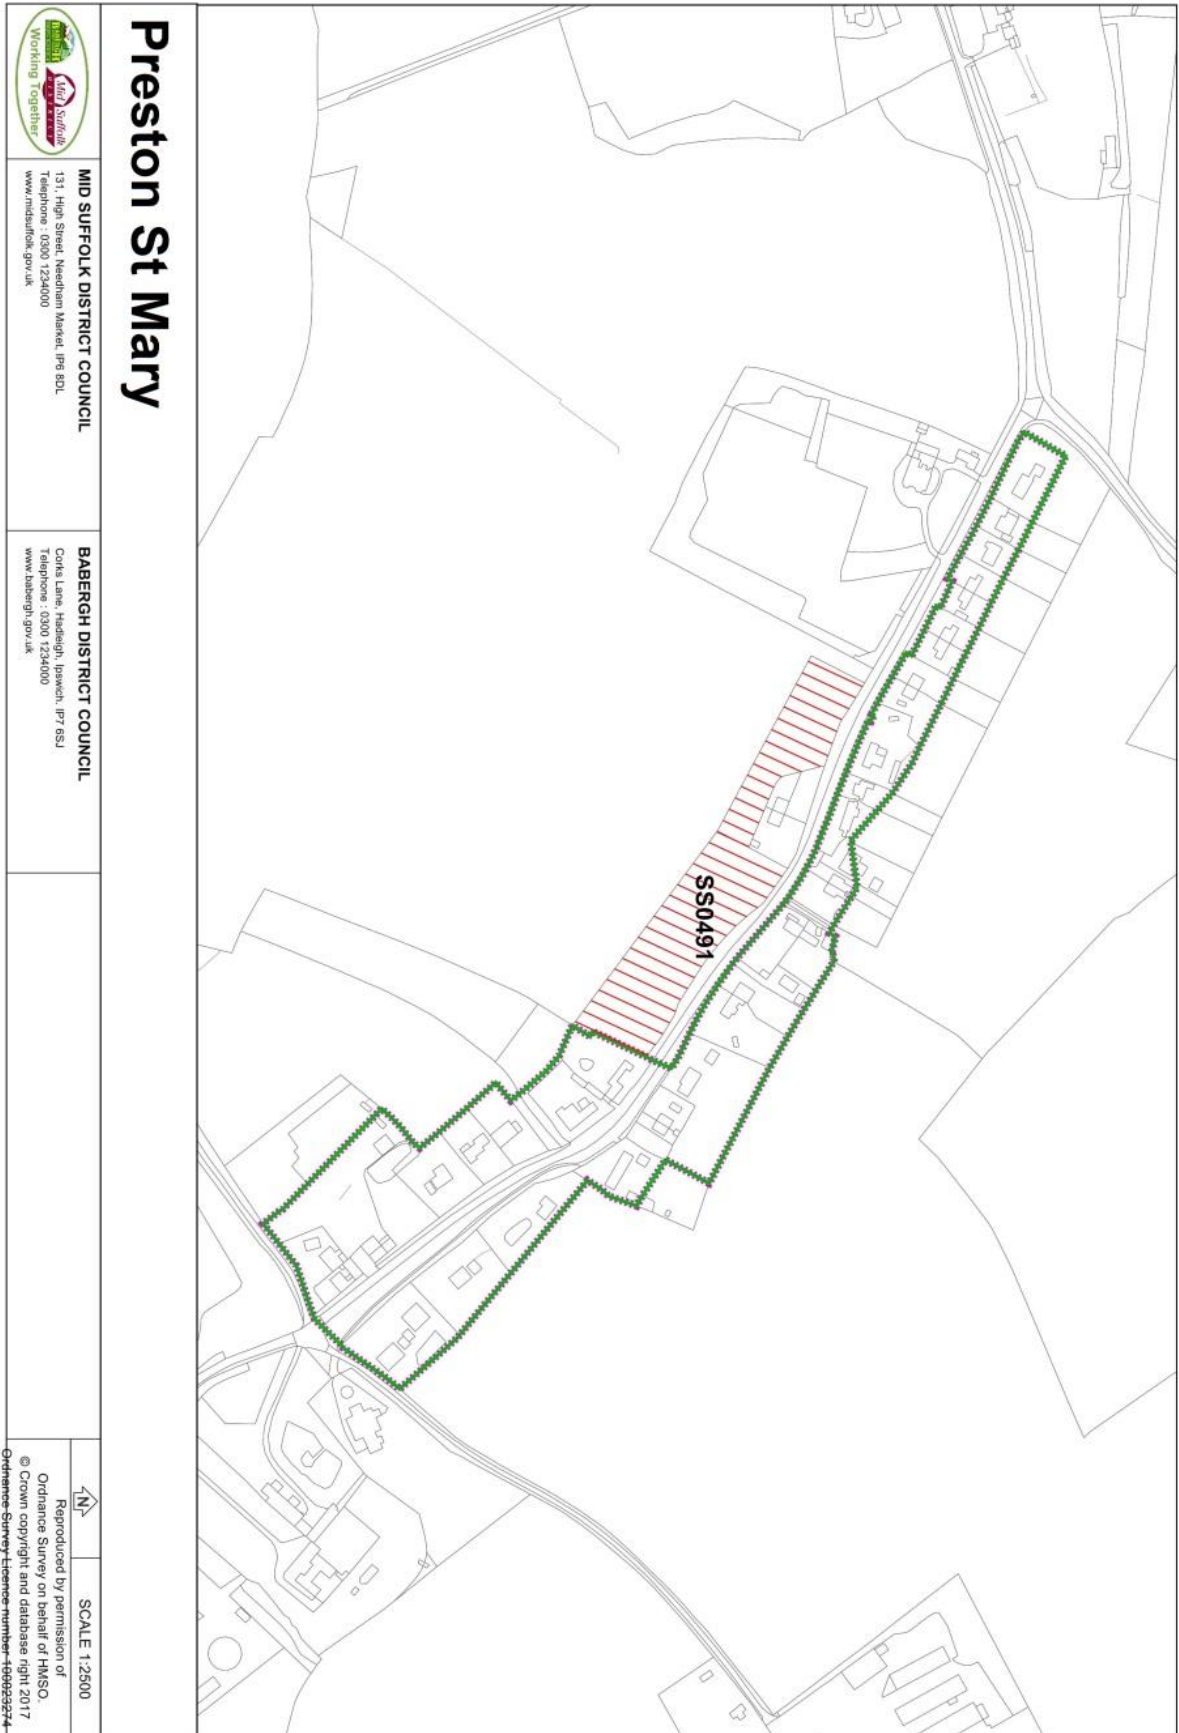 Preston St Mary
SS0491
Working Together
BABERGH
Mid Suffolk
DISTRICT
MID SUFFOLK DISTRICT COUNCIL
131, High Street, Needham Market, IP6 8DL
Telephone : 0300 1234000
www.midsuffolk.gov.uk
BABERGH DISTRICT COUNCIL
Corks Lane, Hadleigh, Ipswich. IP7 6SJ
Telephone : 0300 1234000
www.babergh.gov.uk
N
SCALE 1:2500
Reproduced by permission of
Ordnance Survey on behalf of HMSO.
© Crown copyright and database right 2017
Ordnance Survey Licence number 100023274